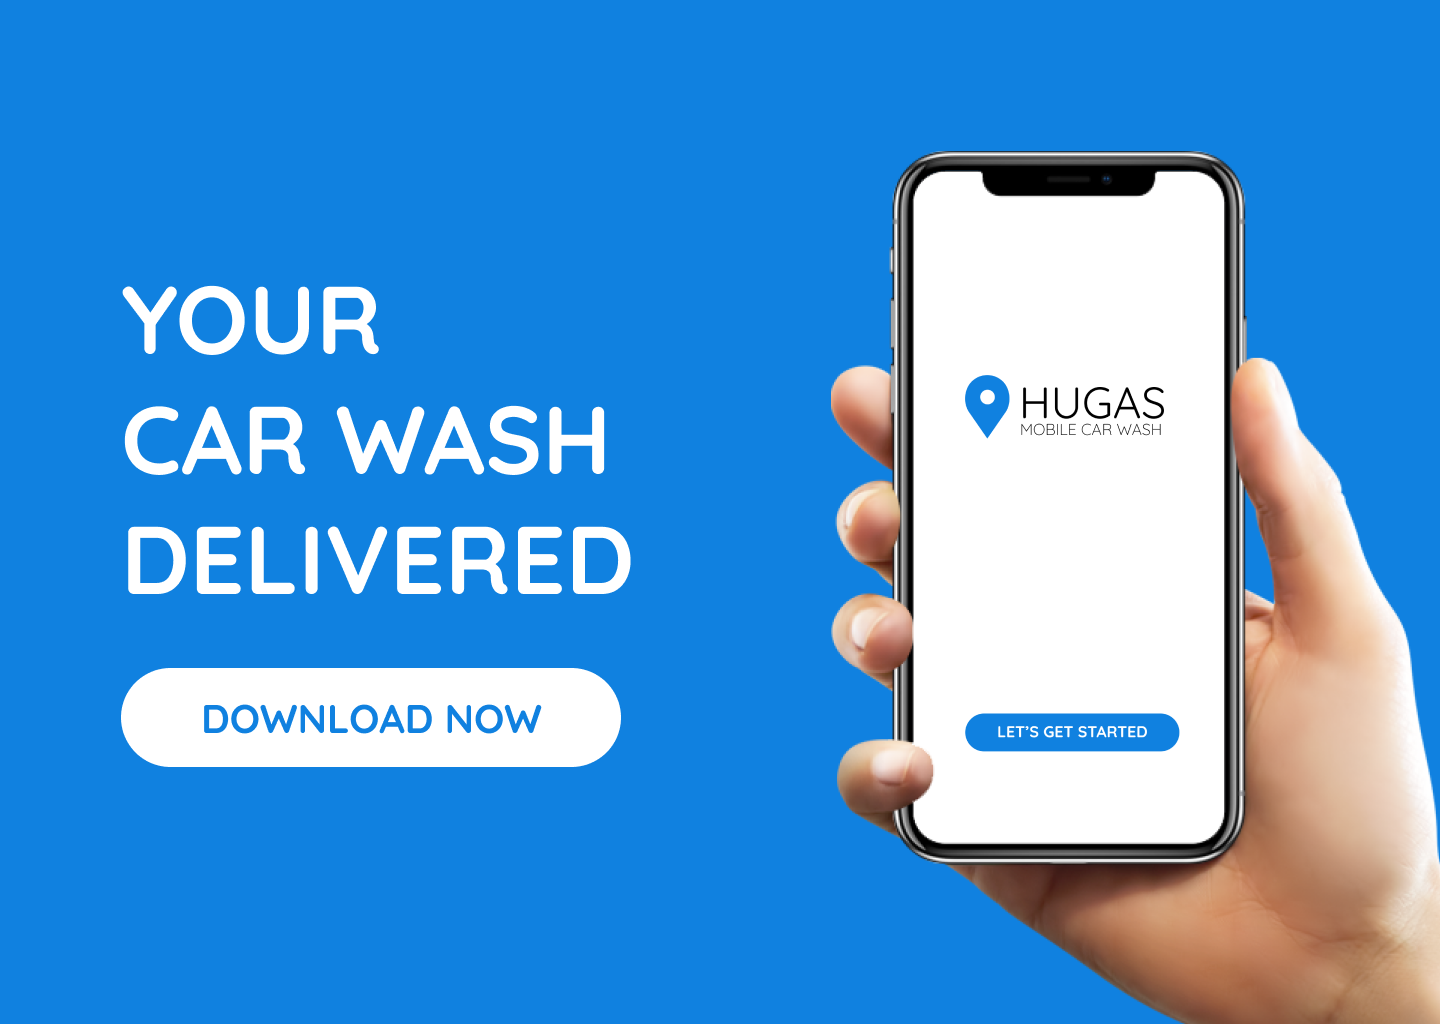 YOUR
CAR WASH
DELIVERED
DOWNLOAD NOW
HUGAS
MOBILE CAR WASH
LET'S GET STARTED